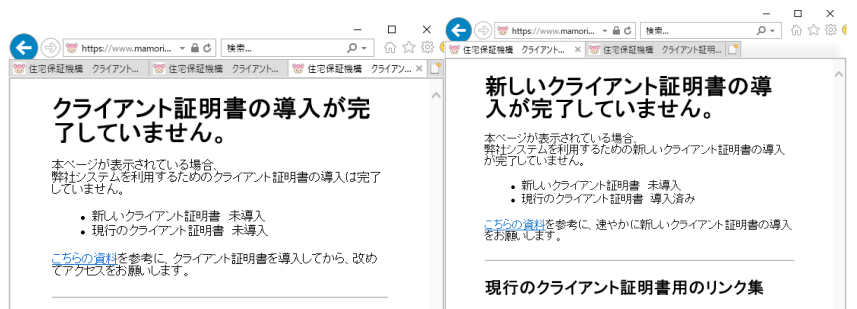 https://www.mamori...
検索...
住宅保証機構 クライアント...
住宅保証機構 クライアント...
住宅保証機構 クライアン...
クライアント証明書の導入が完
了していません。
本ページが表示されている場合、
弊社システムを利用するためのクライアント証明書の導入は完了
していません。
• 新しいクライアント証明書 未導入
• 現行のクライアント証明書 未導入
こちらの資料を参考に、クライアント証明書を導入してから、改め
てアクセスをお願いします。
https://www.mamori...
検索...
住宅保証機構 クライアント...
住宅保証機構 クライアント証明...
新しいクライアント証明書の導
入が完了していません。
本ページが表示されている場合、
弊社システムを利用するための新しいクライアント証明書の導入
が完了していません。
• 新しいクライアント証明書 未導入
• 現行のクライアント証明書 導入済み
こちらの資料を参考に、速やかに新しいクライアント証明書の導入
をお願いします。
現行のクライアント証明書用のリンク集